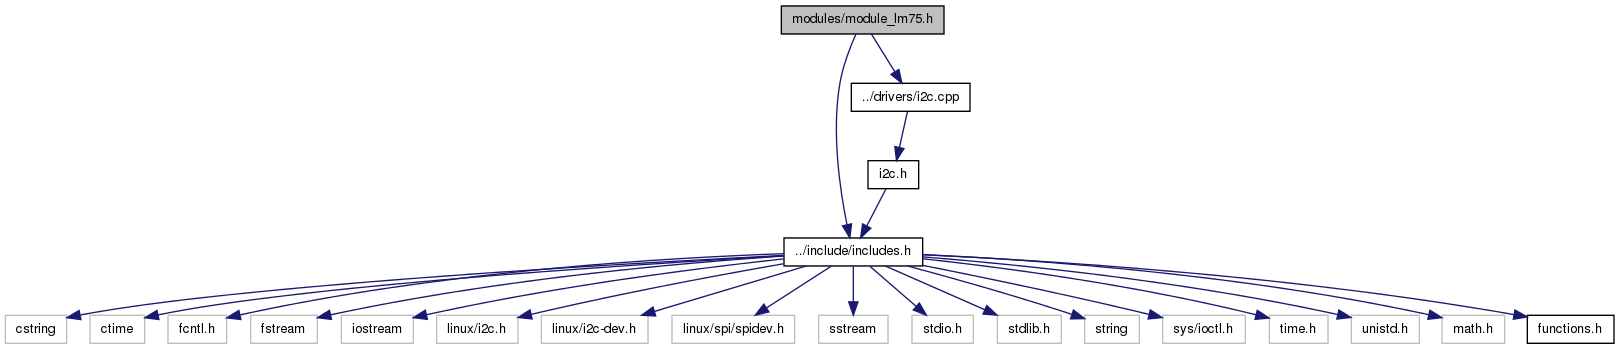 modules/module_lm75.h
../drivers/i2c.cpp
i2c.h
../include/includes.h
cstring
ctime
fcntl.h
fstream
iostream
linux/i2c.h
linux/i2c-dev.h
linux/spi/spidev.h
sstream
stdio.h
stdlib.h
string
sys/ioctl.h
time.h
unistd.h
math.h
functions.h